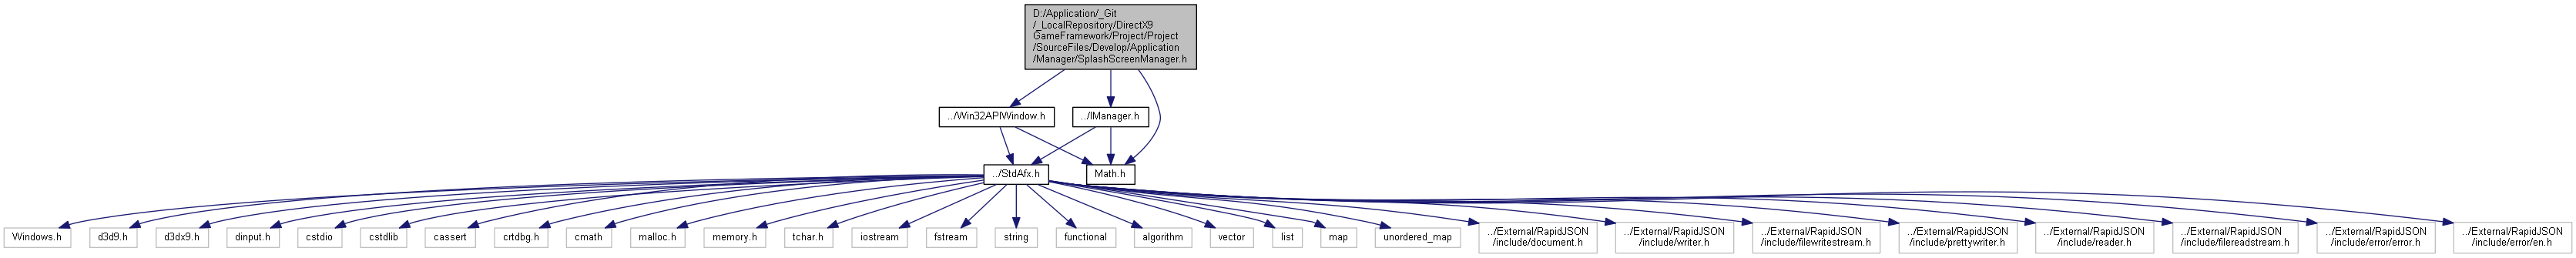 D:/Application/_Git
/_LocalRepository/DirectX9
GameFramework/Project/Project
/SourceFiles/Develop/Application
/Manager/SplashScreenManager.h
../Win32APIWindow.h
../IManager.h
../StdAfx.h
Math.h
Windows.h
d3d9.h
d3dx9.h
dinput.h
cstdio
cstdlib
cassert
crtdbg.h
cmath
malloc.h
memory.h
tchar.h
iostream
fstream
string
functional
algorithm
vector
list
map
unordered_map
../External/RapidJSON
/include/document.h
../External/RapidJSON
/include/writer.h
../External/RapidJSON
/include/filewritestream.h
../External/RapidJSON
/include/prettywriter.h
../External/RapidJSON
/include/reader.h
../External/RapidJSON
/include/filereadstream.h
../External/RapidJSON
/include/error/error.h
../External/RapidJSON
/include/error/en.h